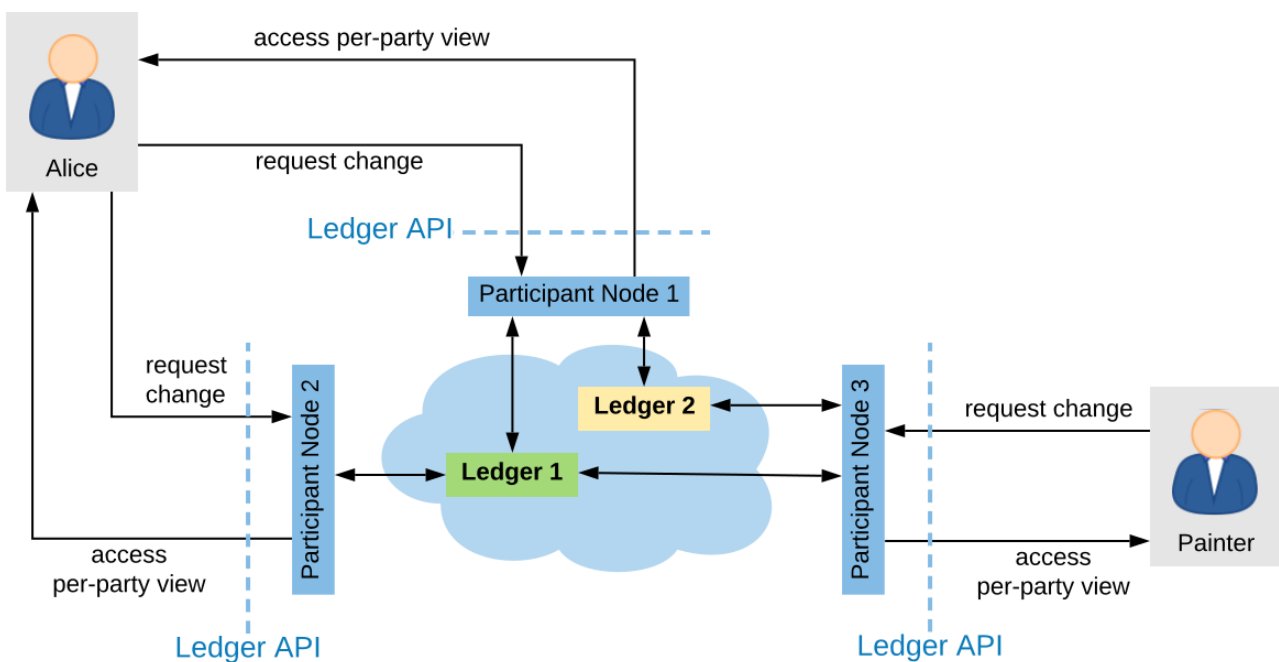 access per-party view
Alice
request change
Ledger API
Participant Node 1
request
change
Participant Node 2
Ledger 2
Ledger 1
Participant Node 3
request change
Painter
access
per-party view
access
per-party view
Ledger API
Ledger API